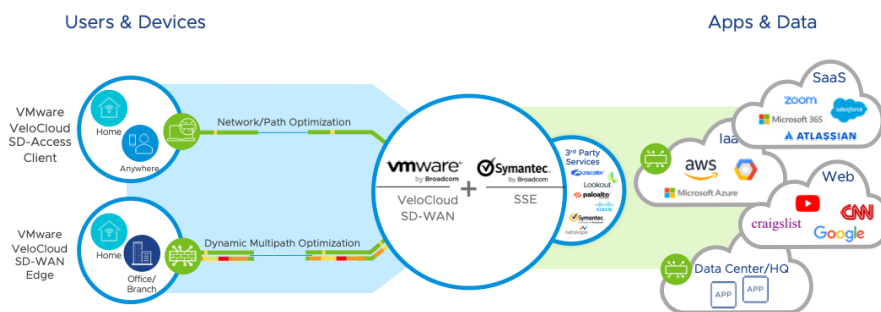 Users & Devices
Apps & Data
VMware
VeloCloud
SD-Access
Client
Home
Anywhere
Network/Path Optimization
VMware
VeloCloud
SD-WAN
Edge
Home
Office/
Branch
Dynamic Multipath Optimization
vmware
by Broadcom
VeloCloud
SD-WAN
+
Symantec
by Broadcom
SSE
3rd Party
Services
zscaler
Lookout
paloalto
CISCO
Symantec
netskope
SaaS
zoom
Microsoft 365
salesforce
ATLASSIAN
IaaS
aws
Microsoft Azure
Web
CNN
craigslist
Google
Data Center/HQ
APP
APP